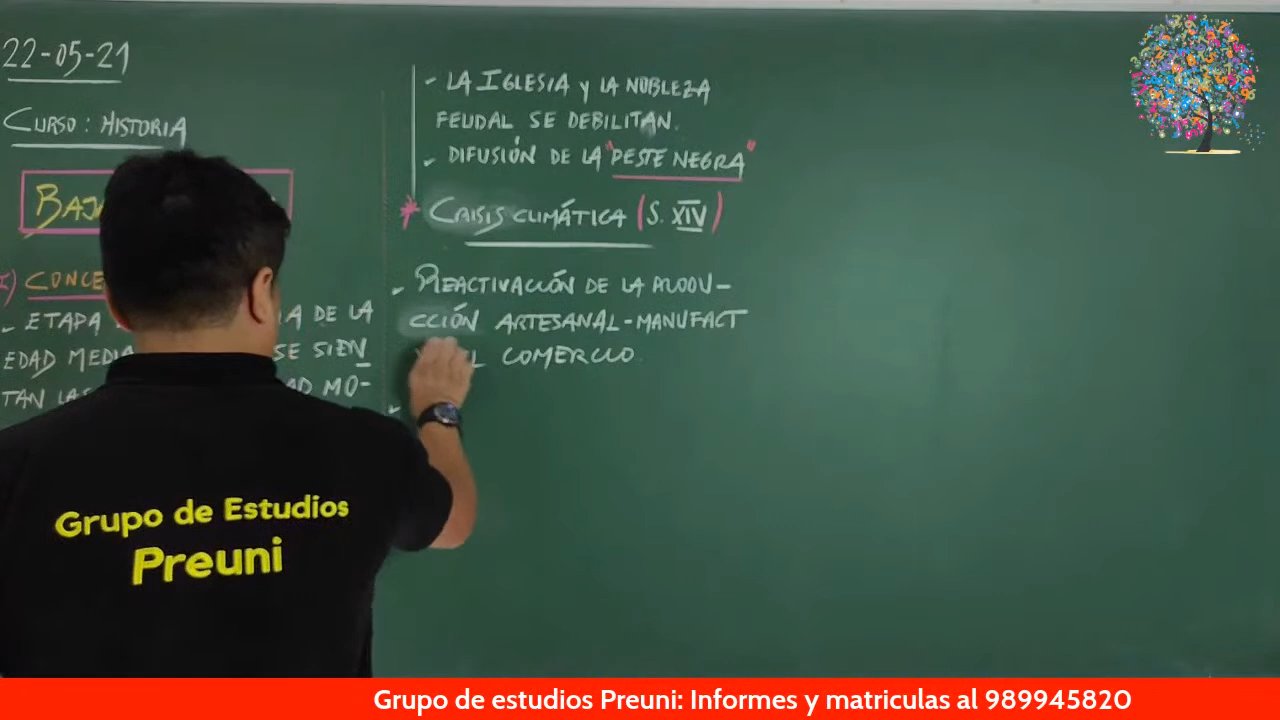 22-05-21
CURSO: HISTORIA
BAJA
I) CONCE
- ETAPA A DE LA
EDAD MEDIA SE SIEN
TAN LA AD MO-
- LA IGLESIA y LA NOBLEZA
FEUDAL SE DEBILITAN.
- DIFUSIÓN DE LA "PESTE NEGRA"
* CRISIS CLIMÁTICA (S. XIV)
- REACTIVACIÓN DE LA PRODU-
CCIÓN ARTESANAL-MANUFACT
L COMERCIO.
-
Grupo de Estudios
Preuni
Grupo de estudios Preuni: Informes y matriculas al 989945820